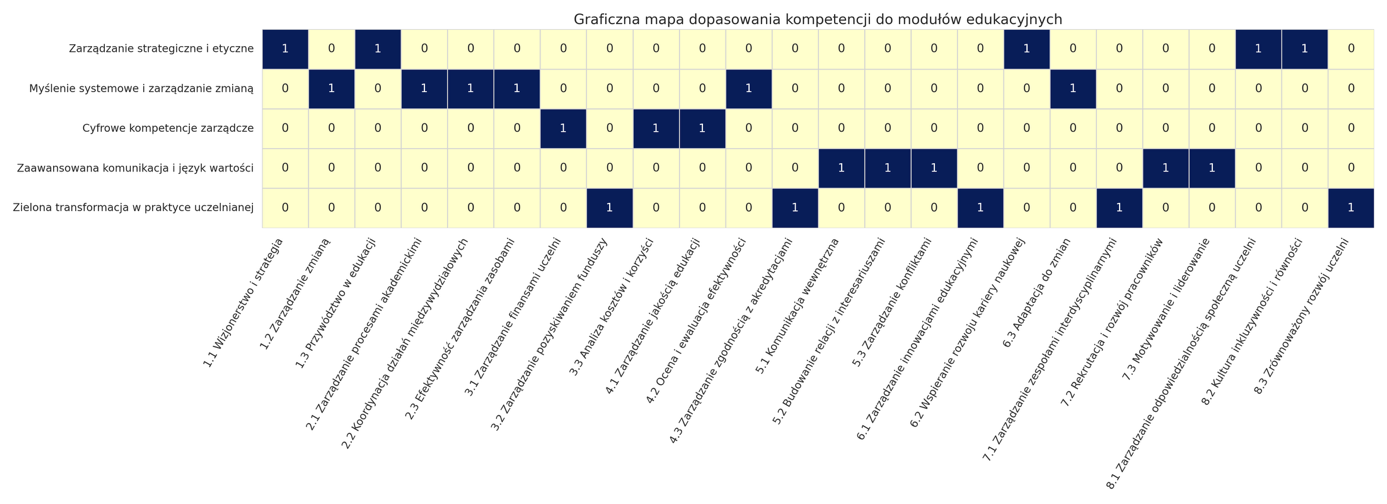 Graficzna mapa dopasowania kompetencji do modułów edukacyjnych
Zarządzanie strategiczne i etyczne 1 0 1 0 0 0 0 0 0 0 0 0 0 0 0 0 1 0 0 0 0 1 1 0
Myślenie systemowe i zarządzanie zmianą 0 1 0 1 1 1 0 0 0 0 1 0 0 0 0 0 0 1 0 0 0 0 0 0
Cyfrowe kompetencje zarządcze 0 0 0 0 0 0 1 0 1 1 0 0 0 0 0 0 0 0 0 0 0 0 0 0
Zaawansowana komunikacja i język wartości 0 0 0 0 0 0 0 0 0 0 0 0 1 1 1 0 0 0 0 1 1 0 0 0
Zielona transformacja w praktyce uczelnianej 0 0 0 0 0 0 0 1 0 0 0 1 0 0 0 1 0 0 1 0 0 0 0 1
1.1 Wizjonerstwo i strategia
1.2 Zarządzanie zmianą
1.3 Przywództwo w edukacji
2.1 Zarządzanie procesami akademickimi
2.2 Koordynacja działań międzywydziałowych
2.3 Efektywność zarządzania zasobami
3.1 Zarządzanie finansami uczelni
3.2 Zarządzanie pozyskiwaniem funduszy
3.3 Analiza kosztów i korzyści
4.1 Zarządzanie jakością edukacji
4.2 Ocena i ewaluacja efektywności
4.3 Zarządzanie zgodnością z akredytacjami
5.1 Komunikacja wewnętrzna
5.2 Budowanie relacji z interesariuszami
5.3 Zarządzanie konfliktami
6.1 Zarządzanie innowacjami edukacyjnymi
6.2 Wspieranie rozwoju kariery naukowej
6.3 Adaptacja do zmian
7.1 Zarządzanie zespołami interdyscyplinarnymi
7.2 Rekrutacja i rozwój pracowników
7.3 Motywowanie i liderowanie
8.1 Zarządzanie odpowiedzialnością społeczną uczelni
8.2 Kultura inkluzywności i równości
8.3 Zrównoważony rozwój uczelni